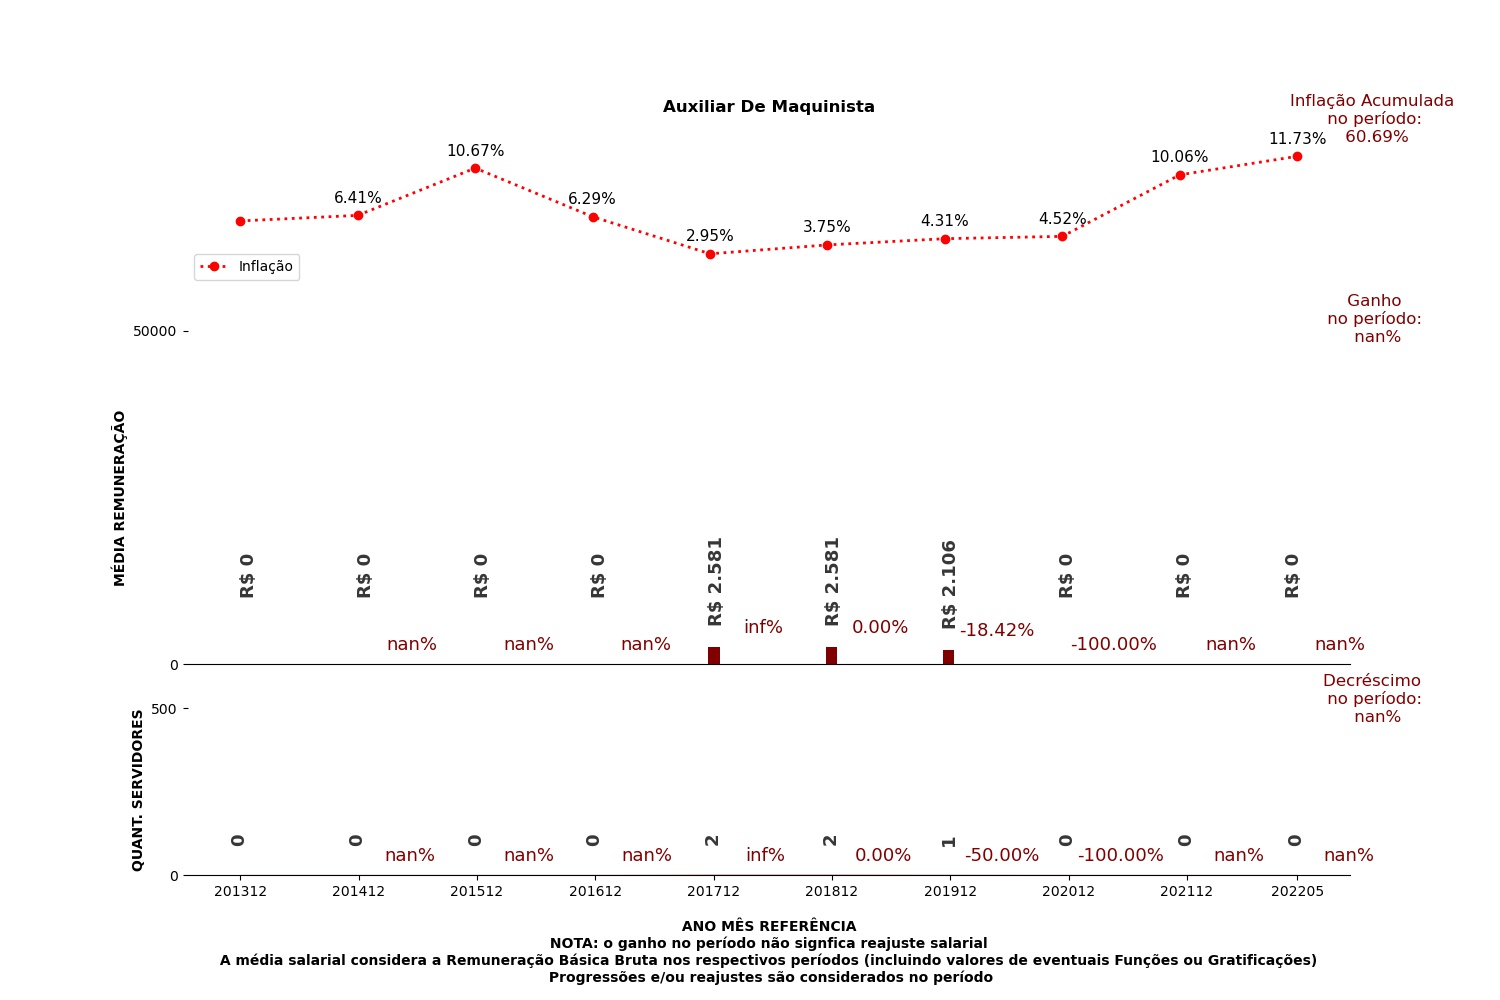 Auxiliar De Maquinista
Inflação Acumulada
no período:
60.69%
6.41%
10.67%
6.29%
2.95%
3.75%
4.31%
4.52%
10.06%
11.73%
Inflação
Ganho
no período:
nan%
MÉDIA REMUNERAÇÃO
50000
0
R$ 0
R$ 0
R$ 0
R$ 0
R$ 2.581
R$ 2.581
R$ 2.106
R$ 0
R$ 0
R$ 0
nan%
nan%
nan%
inf%
0.00%
-18.42%
-100.00%
nan%
nan%
Decréscimo
no período:
nan%
QUANT. SERVIDORES
500
0
0
0
0
0
2
2
1
0
0
0
nan%
nan%
nan%
inf%
0.00%
-50.00%
-100.00%
nan%
nan%
201312
201412
201512
201612
201712
201812
201912
202012
202112
202205
ANO MÊS REFERÊNCIA
NOTA: o ganho no período não signfica reajuste salarial
A média salarial considera a Remuneração Básica Bruta nos respectivos períodos (incluindo valores de eventuais Funções ou Gratificações)
Progressões e/ou reajustes são considerados no período